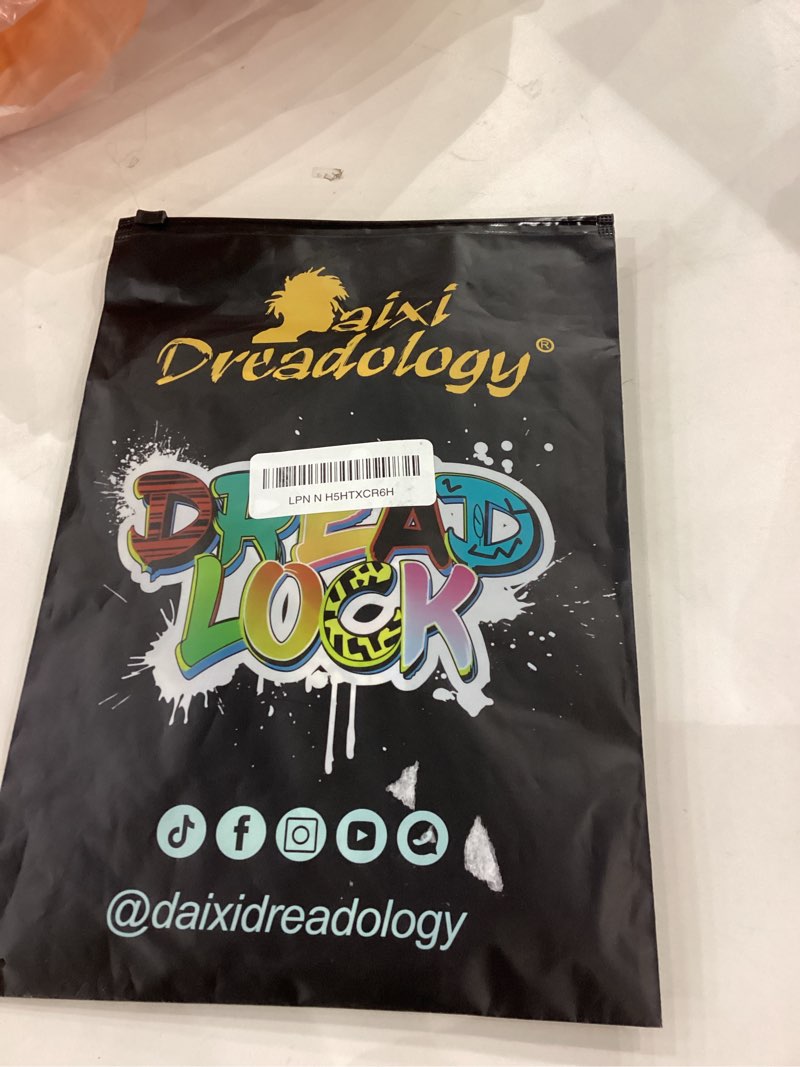 Daixi
Dreadology®
LPN N H5HTXCR6H
DREAD
LOCK
@daixidreadology